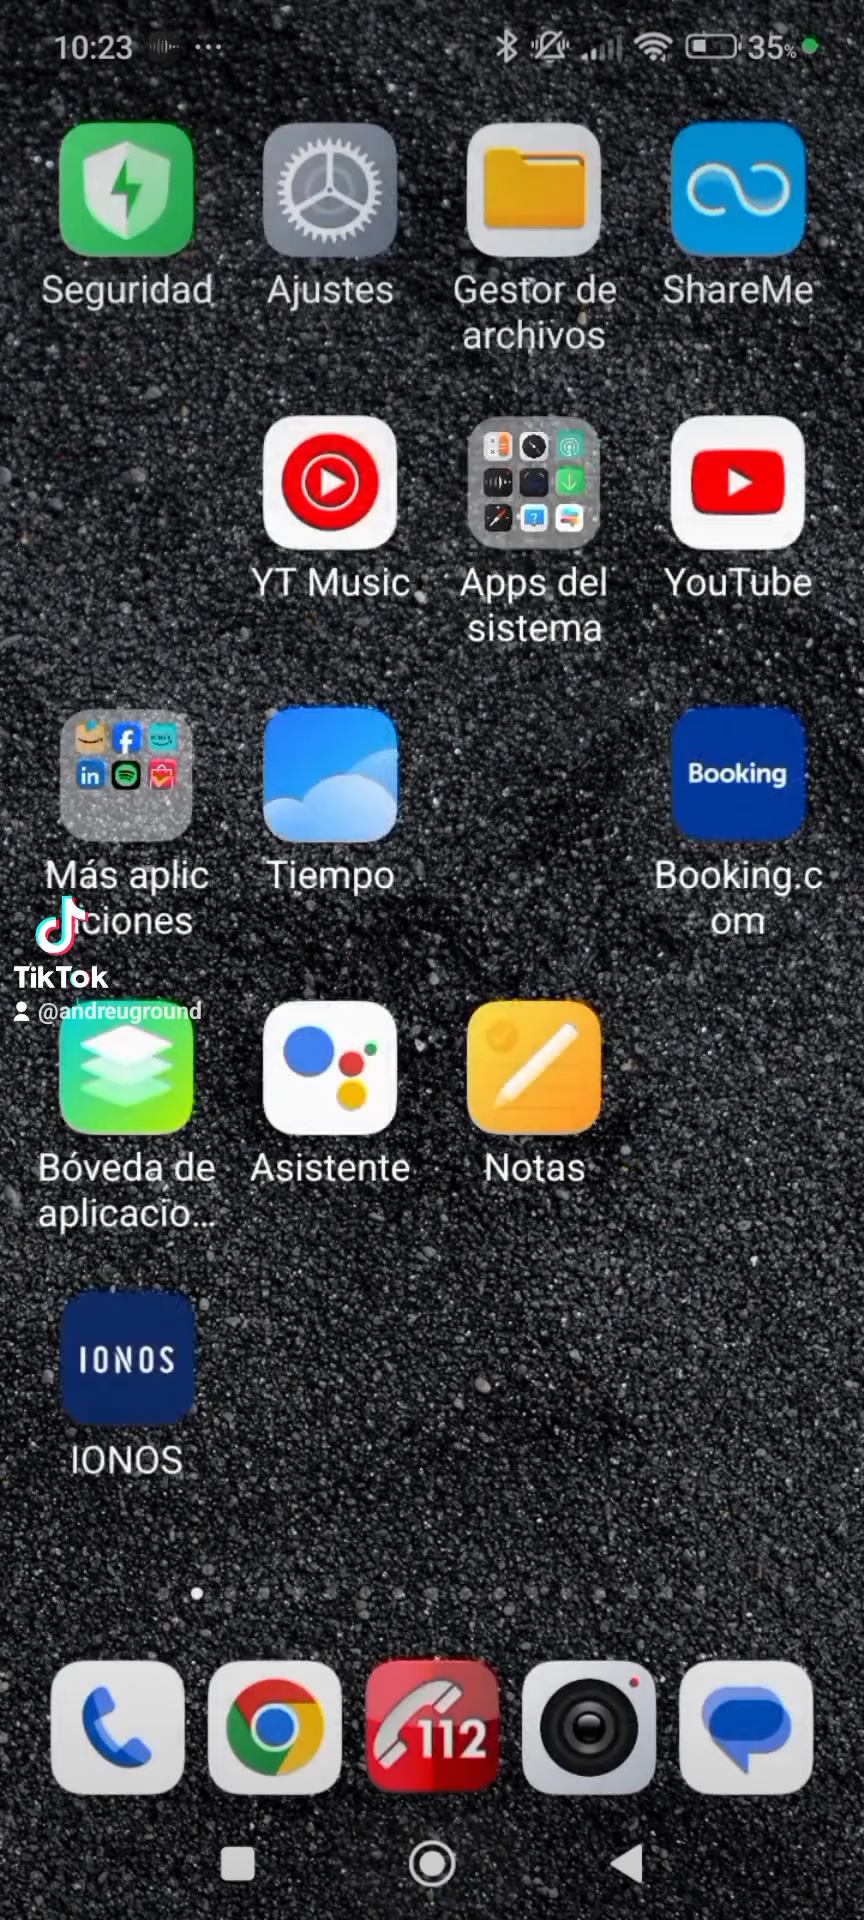 10:23 ... 35%
Seguridad Ajustes Gestor de archivos ShareMe
YT Music Apps del sistema YouTube
Booking
Más aplic
ciones Tiempo Booking.c
om
TikTok
@andreuground
Bóveda de
aplicacio... Asistente Notas
IONOS
IONOS
112